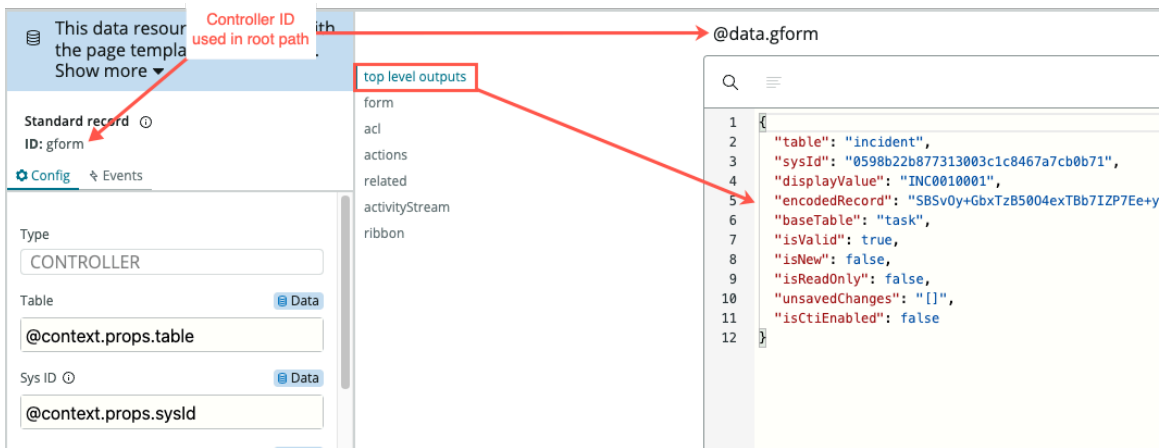 This data resour
the page templa
Show more
Controller ID
used in root path
ith
.
Standard record
ID: gform
Config
Events
Type
CONTROLLER
Table
Data
@context.props.table
Sys ID
Data
@context.props.sysId
top level outputs
form
acl
actions
related
activityStream
ribbon
@data.gform
1 {
2 "table": "incident",
3 "sysId": "0598b22b877313003c1c8467a7cb0b71",
4 "displayValue": "INC0010001",
5 "encodedRecord": "SBSvOy+GbxTzB50O4exTBb7IZP7Ee+y
6 "baseTable": "task",
7 "isValid": true,
8 "isNew": false,
9 "isReadOnly": false,
10 "unsavedChanges": "[]",
11 "isCtiEnabled": false
12 }